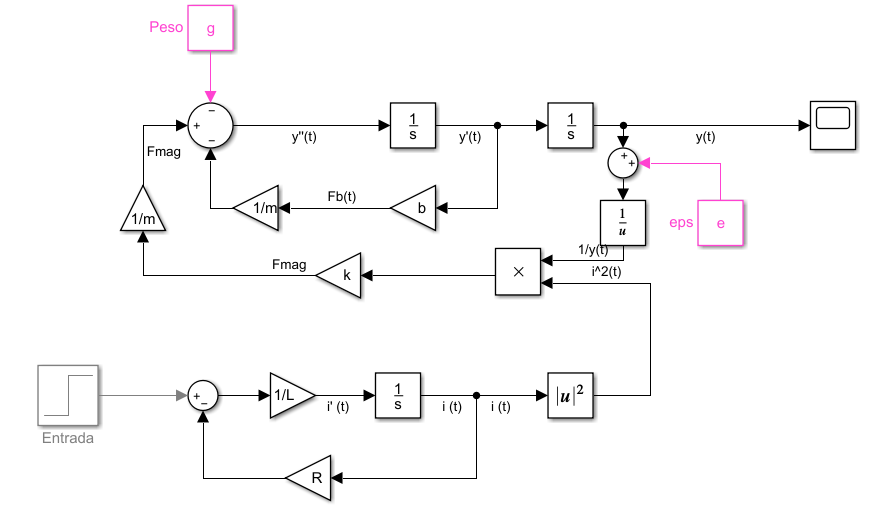 Peso
g
−
+
−
y''(t)
1
s
y'(t)
1
s
y(t)
Fmag
+
+
1/m
Fb(t)
b
1/m
1
u
eps
e
1/y(t)
Fmag
k
×
i^2(t)
+
−
1/L
i' (t)
1
s
i (t)
i (t)
|u|²
Entrada
R